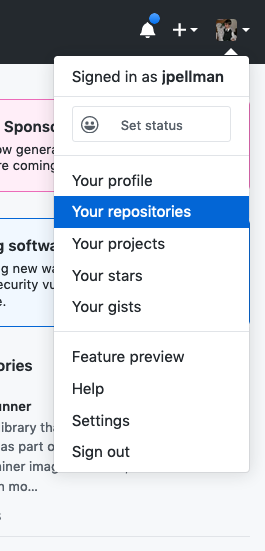 Signed in as jpellman
Set status
Your profile
Your repositories
Your projects
Your stars
Your gists
Feature preview
Help
Settings
Sign out
Sponso
ow genera
re coming
g softwa
ng new wa
ecurity vu
e.
ories
unner
library tha
as part o
iner imag
n mo...